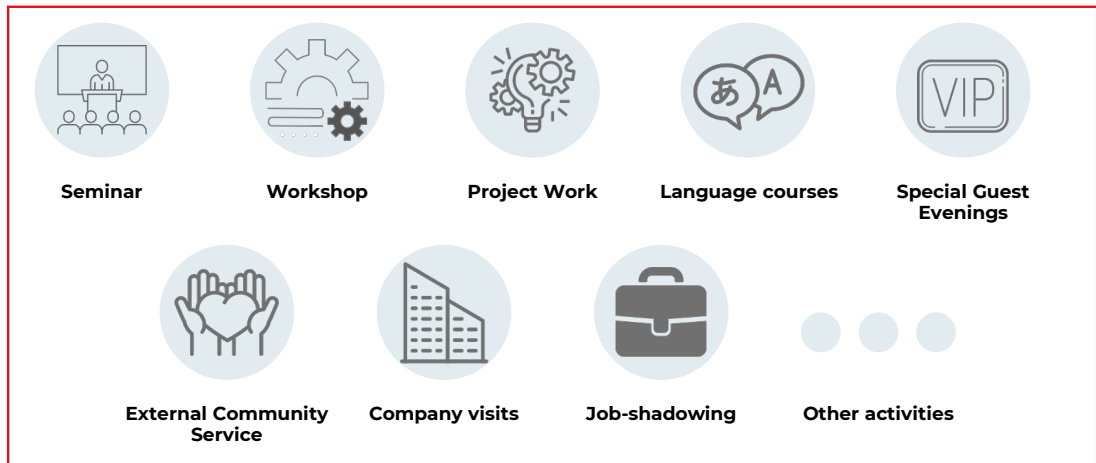 あ A
VIP
Seminar
Workshop
Project Work
Language courses
Special Guest
Evenings
External Community
Service
Company visits
Job-shadowing
Other activities